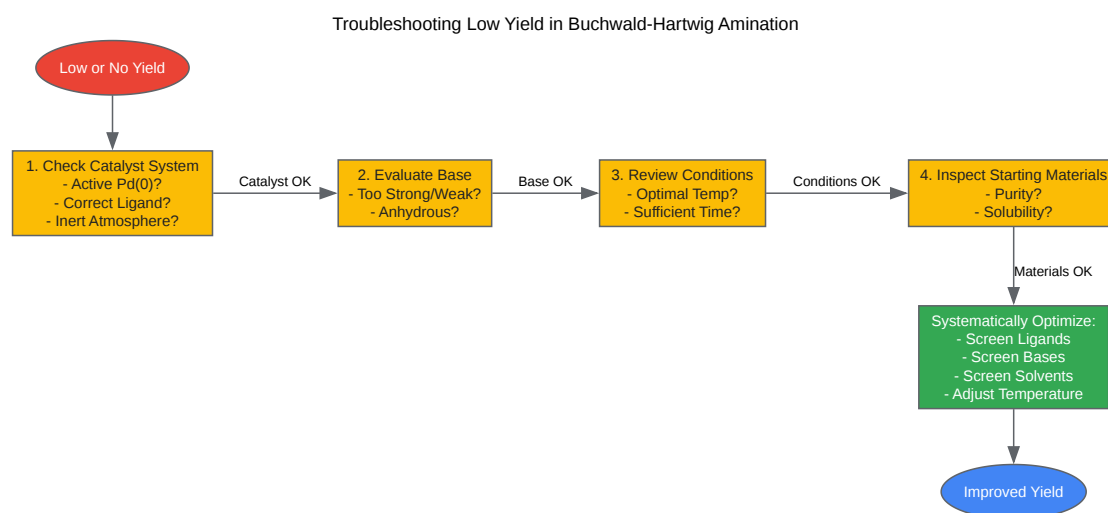 Troubleshooting Low Yield in Buchwald-Hartwig Amination
Low or No Yield
1. Check Catalyst System
- Active Pd(0)?
- Correct Ligand?
- Inert Atmosphere?
Catalyst OK
2. Evaluate Base
- Too Strong/Weak?
- Anhydrous?
Base OK
3. Review Conditions
- Optimal Temp?
- Sufficient Time?
Conditions OK
4. Inspect Starting Materials
- Purity?
- Solubility?
Materials OK
Systematically Optimize:
- Screen Ligands
- Screen Bases
- Screen Solvents
- Adjust Temperature
Improved Yield